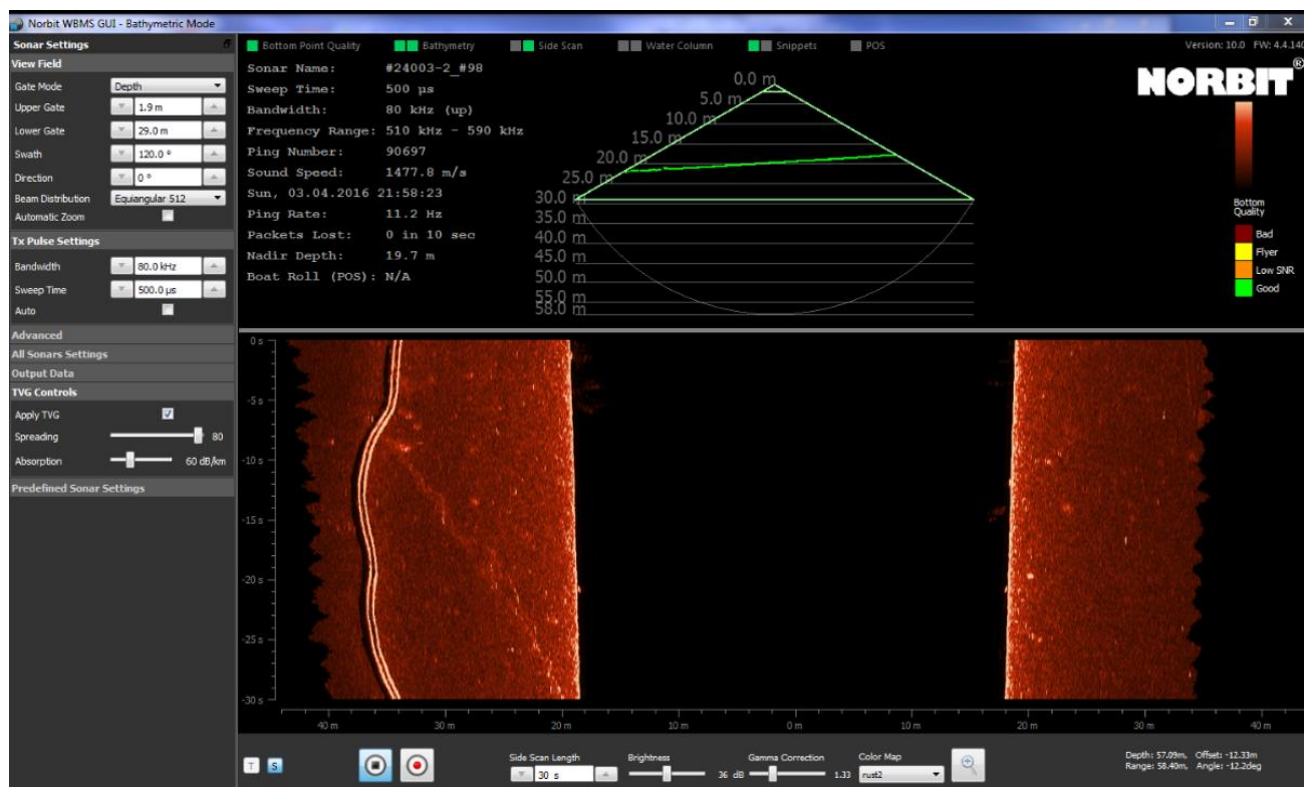 Norbit WBMS GUI - Bathymetric Mode
Sonar Settings
View Field
Gate Mode Depth
Upper Gate 1.9 m
Lower Gate 29.0 m
Swath 120.0 °
Direction 0 °
Beam Distribution Equiangular 512
Automatic Zoom
Tx Pulse Settings
Bandwidth 80.0 kHz
Sweep Time 500.0 µs
Auto
Advanced
All Sonars Settings
Output Data
TVG Controls
Apply TVG
Spreading 80
Absorption 60 dB/km
Predefined Sonar Settings
Bottom Point Quality Bathymetry Side Scan Water Column Snippets POS
Version: 10.0 FW: 4.4.140
Sonar Name: #24003-2_#98
Sweep Time: 500 µs
Bandwidth: 80 kHz (up)
Frequency Range: 510 kHz - 590 kHz
Ping Number: 90697
Sound Speed: 1477.8 m/s
Sun, 03.04.2016 21:58:23
Ping Rate: 11.2 Hz
Packets Lost: 0 in 10 sec
Nadir Depth: 19.7 m
Boat Roll (POS): N/A
0.0 m
5.0 m
10.0 m
15.0 m
20.0 m
25.0 m
30.0 m
35.0 m
40.0 m
45.0 m
50.0 m
55.0 m
58.0 m
NORBIT®
Bottom
Quality
Bad
Flyer
Low SNR
Good
0 s
-5 s
-10 s
-15 s
-20 s
-25 s
-30 s
40 m 30 m 20 m 10 m 0 m 10 m 20 m 30 m 40 m
T S
Side Scan Length
30 s
Brightness
36 dB
Gamma Correction
1.33
Color Map
rust2
Depth: 57.09m, Offset: -12.33m
Range: 58.40m, Angle: -12.2deg